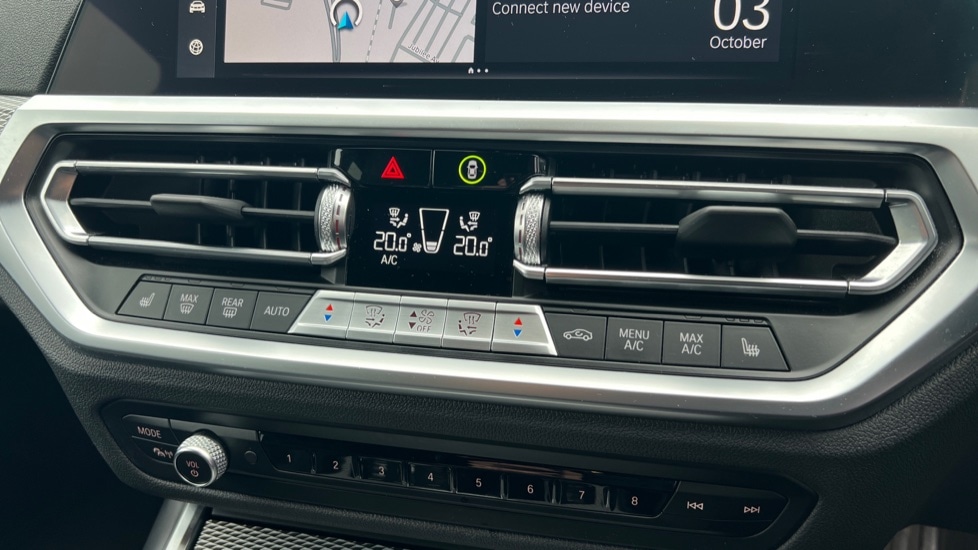 Connect new device
03
October
Jubilee A
20.0°
20.0°
A/C
MAX
REAR
AUTO
OFF
MENU
A/C
MAX
A/C
MODE
VOL
1 2 3 4 5 6 7 8